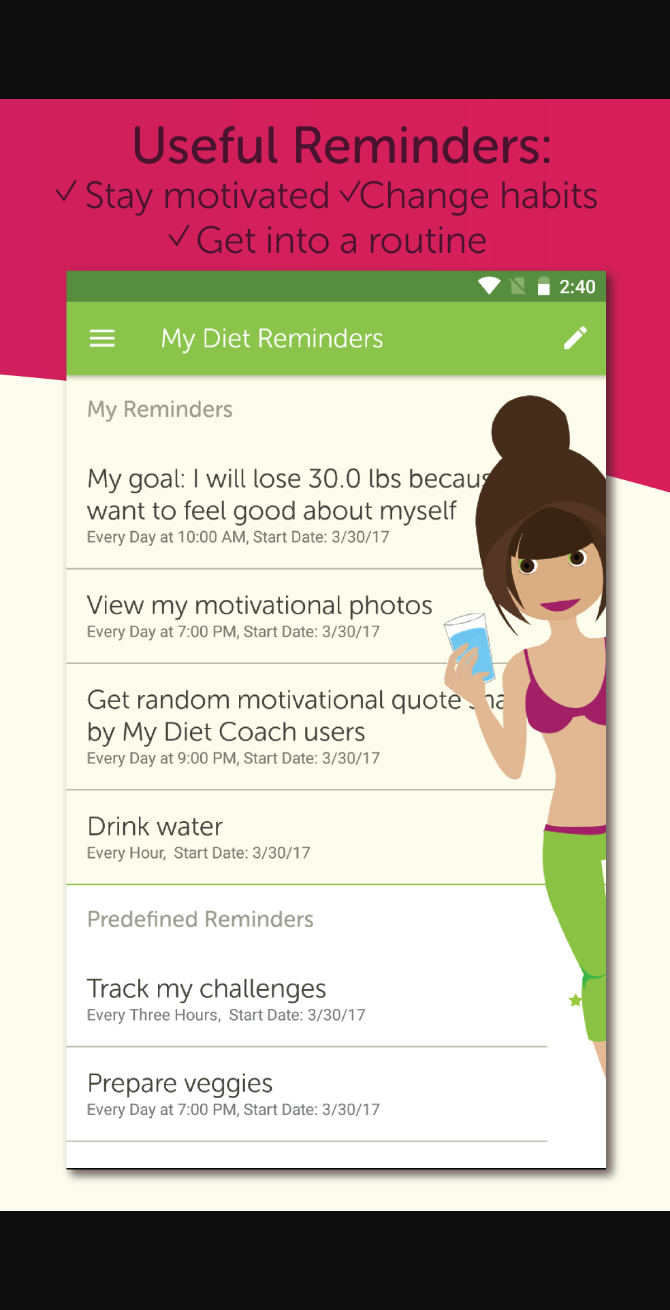 Useful Reminders:
✓ Stay motivated ✓Change habits
✓ Get into a routine
2:40
My Diet Reminders
My Reminders
My goal: I will lose 30.0 lbs
want to feel good about myself
Every Day at 10:00 AM, Start Date: 3/30/17
View my motivational photos
Every Day at 7:00 PM, Start Date: 3/30/17
Get random motivational quote
by My Diet Coach users
Every Day at 9:00 PM, Start Date: 3/30/17
Drink water
Every Hour, Start Date: 3/30/17
Predefined Reminders
Track my challenges
Every Three Hours, Start Date: 3/30/17
Prepare veggies
Every Day at 7:00 PM, Start Date: 3/30/17